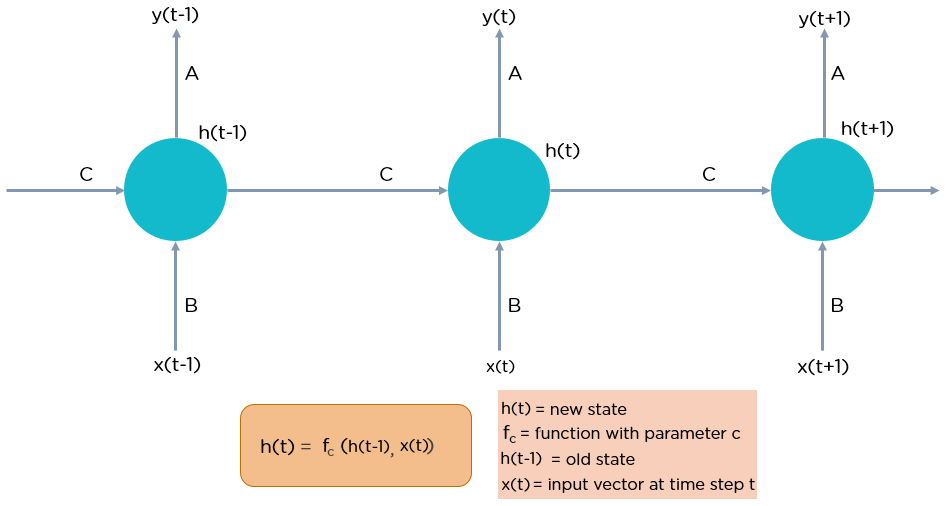 y(t-1) y(t) y(t+1)
A A A
h(t-1) h(t) h(t+1)
C C C
B B B
x(t-1) x(t) x(t+1)
h(t) = fc (h(t-1), x(t))
h(t) = new state
fc = function with parameter c
h(t-1) = old state
x(t) = input vector at time step t